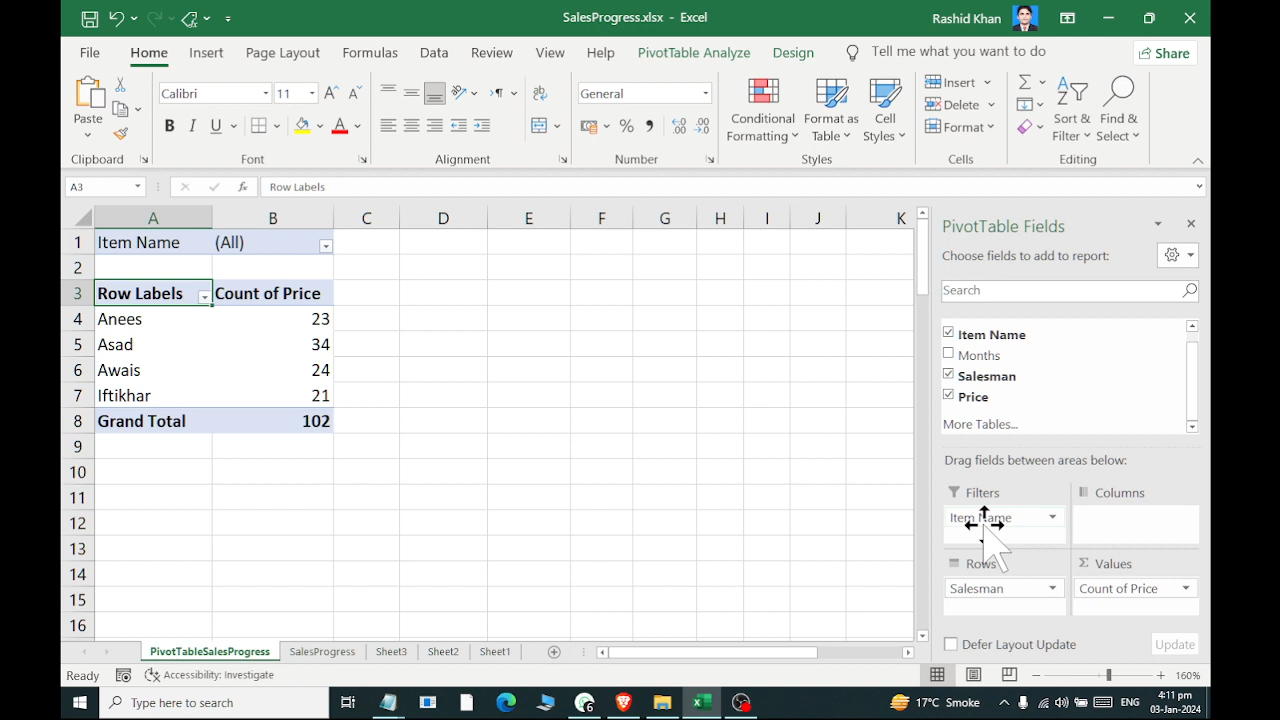 SalesProgress.xlsx - Excel
Rashid Khan
File Home Insert Page Layout Formulas Data Review View Help PivotTable Analyze Design Tell me what you want to do Share
Paste
Calibri 11
B I U
General
Conditional Formatting
Format as Table
Cell Styles
Insert
Delete
Format
Sort & Filter
Find & Select
Clipboard Font Alignment Number Styles Cells Editing
A3 fx Row Labels
A B C D E F G H I J K
1 Item Name (All)
2
3 Row Labels Count of Price
4 Anees 23
5 Asad 34
6 Awais 24
7 Iftikhar 21
8 Grand Total 102
9
10
11
12
13
14
15
16
PivotTable Fields
Choose fields to add to report:
Search
Item Name
Months
Salesman
Price
More Tables...
Drag fields between areas below:
Filters Columns
Item Name
Rows Σ Values
Salesman Count of Price
Defer Layout Update Update
PivotTableSalesProgress SalesProgress Sheet3 Sheet2 Sheet1
Ready Accessibility: Investigate 160%
Type here to search
17°C Smoke
ENG
4:11 pm
03-Jan-2024